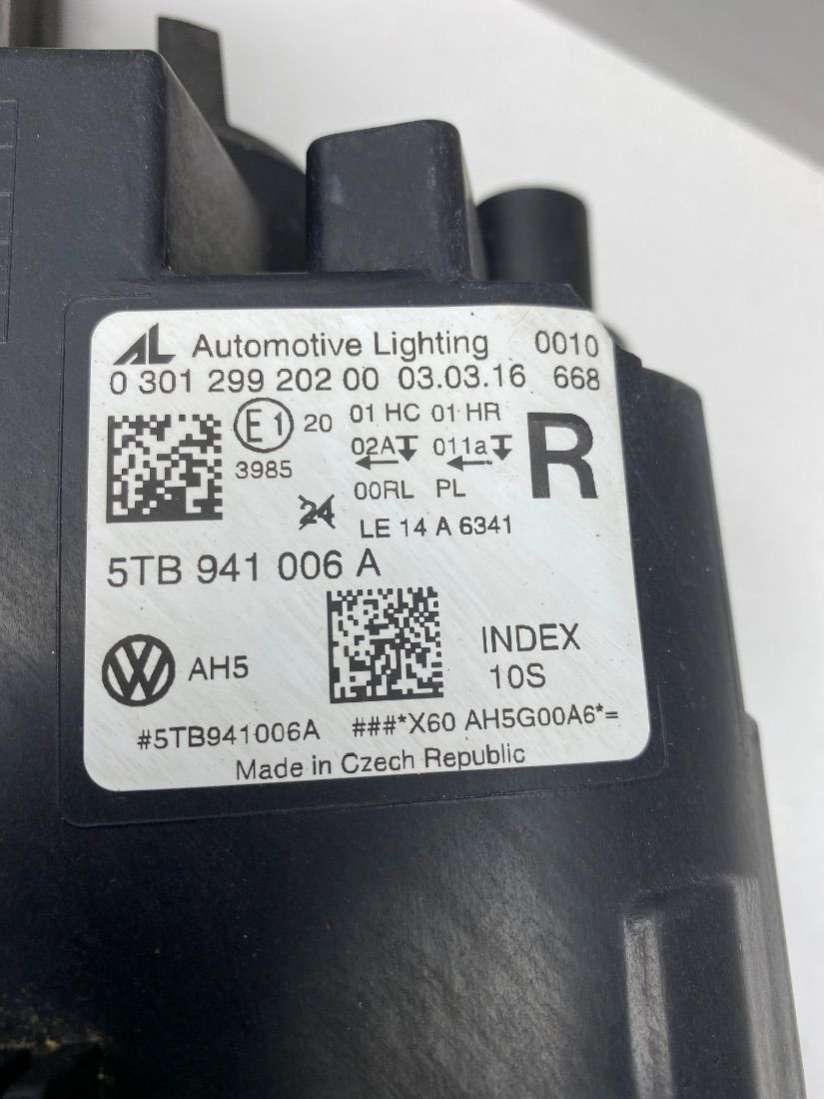 AL Automotive Lighting 0010
0 301 299 202 00 03.03.16 668
E1 20 01 HC 01 HR R
3985 02A 011a
00RL PL
24 LE 14 A 6341
5TB 941 006 A
VW AH5 INDEX
10S
#5TB941006A ###*X60 AH5G00A6*=
Made in Czech Republic